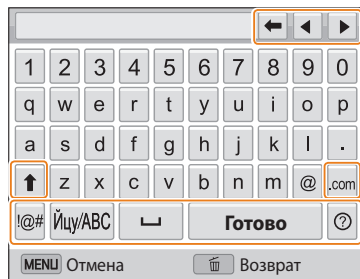 1 2 3 4 5 6 7 8 9 0
q w e r t y u i o p
a s d f g h j k l .
z x c v b n m @ .com
!@# Йцу/ABC Готово ?
MENU Отмена Возврат